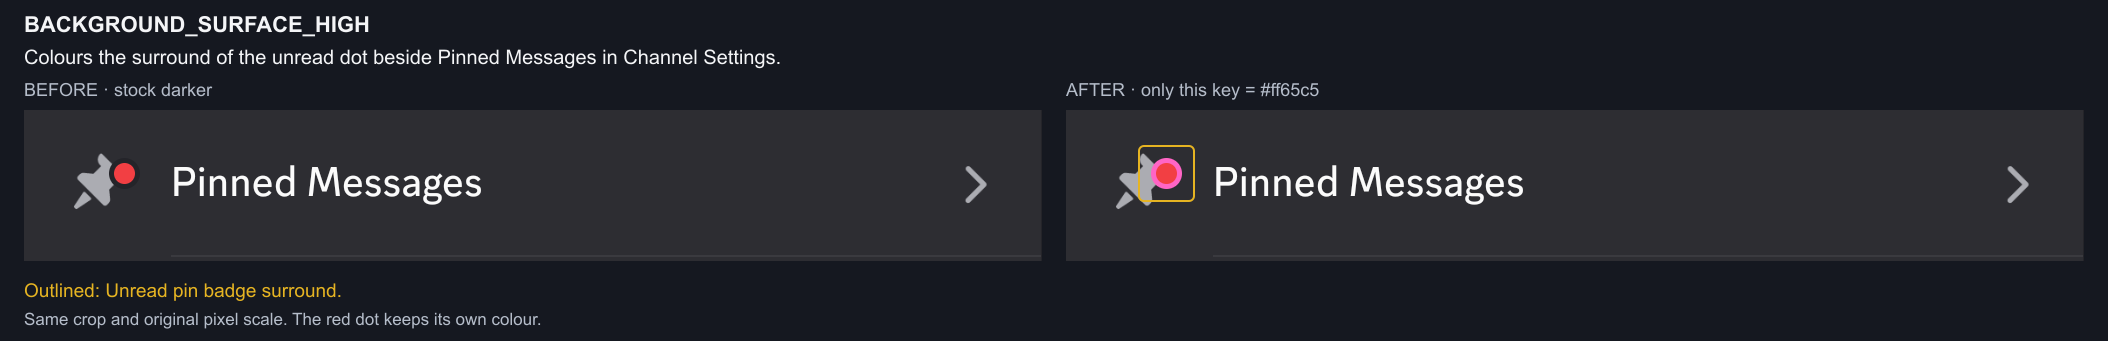 BACKGROUND_SURFACE_HIGH
Colours the surround of the unread dot beside Pinned Messages in Channel Settings.
BEFORE · stock darker
AFTER · only this key = #ff65c5
Pinned Messages
Pinned Messages
Outlined: Unread pin badge surround.
Same crop and original pixel scale. The red dot keeps its own colour.